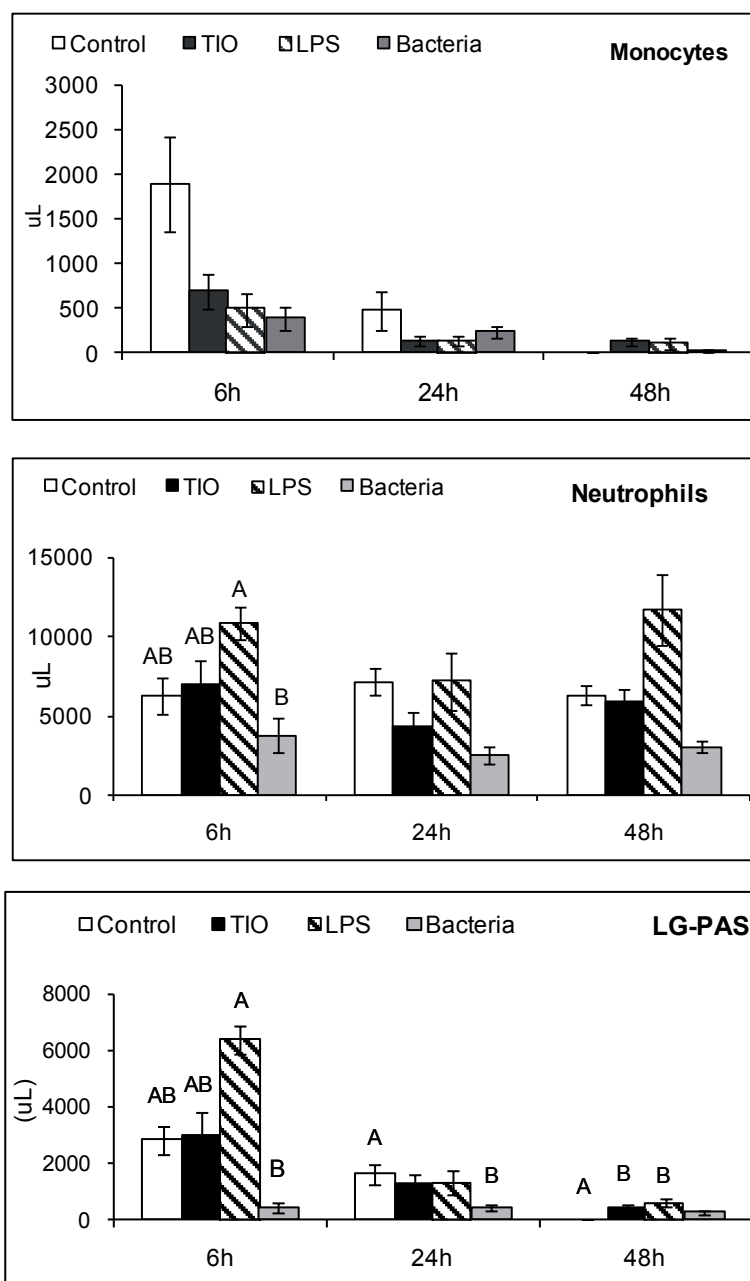 Control TIO LPS Bacteria
Monocytes
3000
2500
2000
1500
1000
500
0
uL
6h 24h 48h
Control TIO LPS Bacteria
Neutrophils
15000
10000
5000
0
uL
AB AB A B
6h 24h 48h
Control TIO LPS Bacteria
LG-PAS
8000
6000
4000
2000
0
(uL)
AB AB A B
A B
A B B
6h 24h 48h